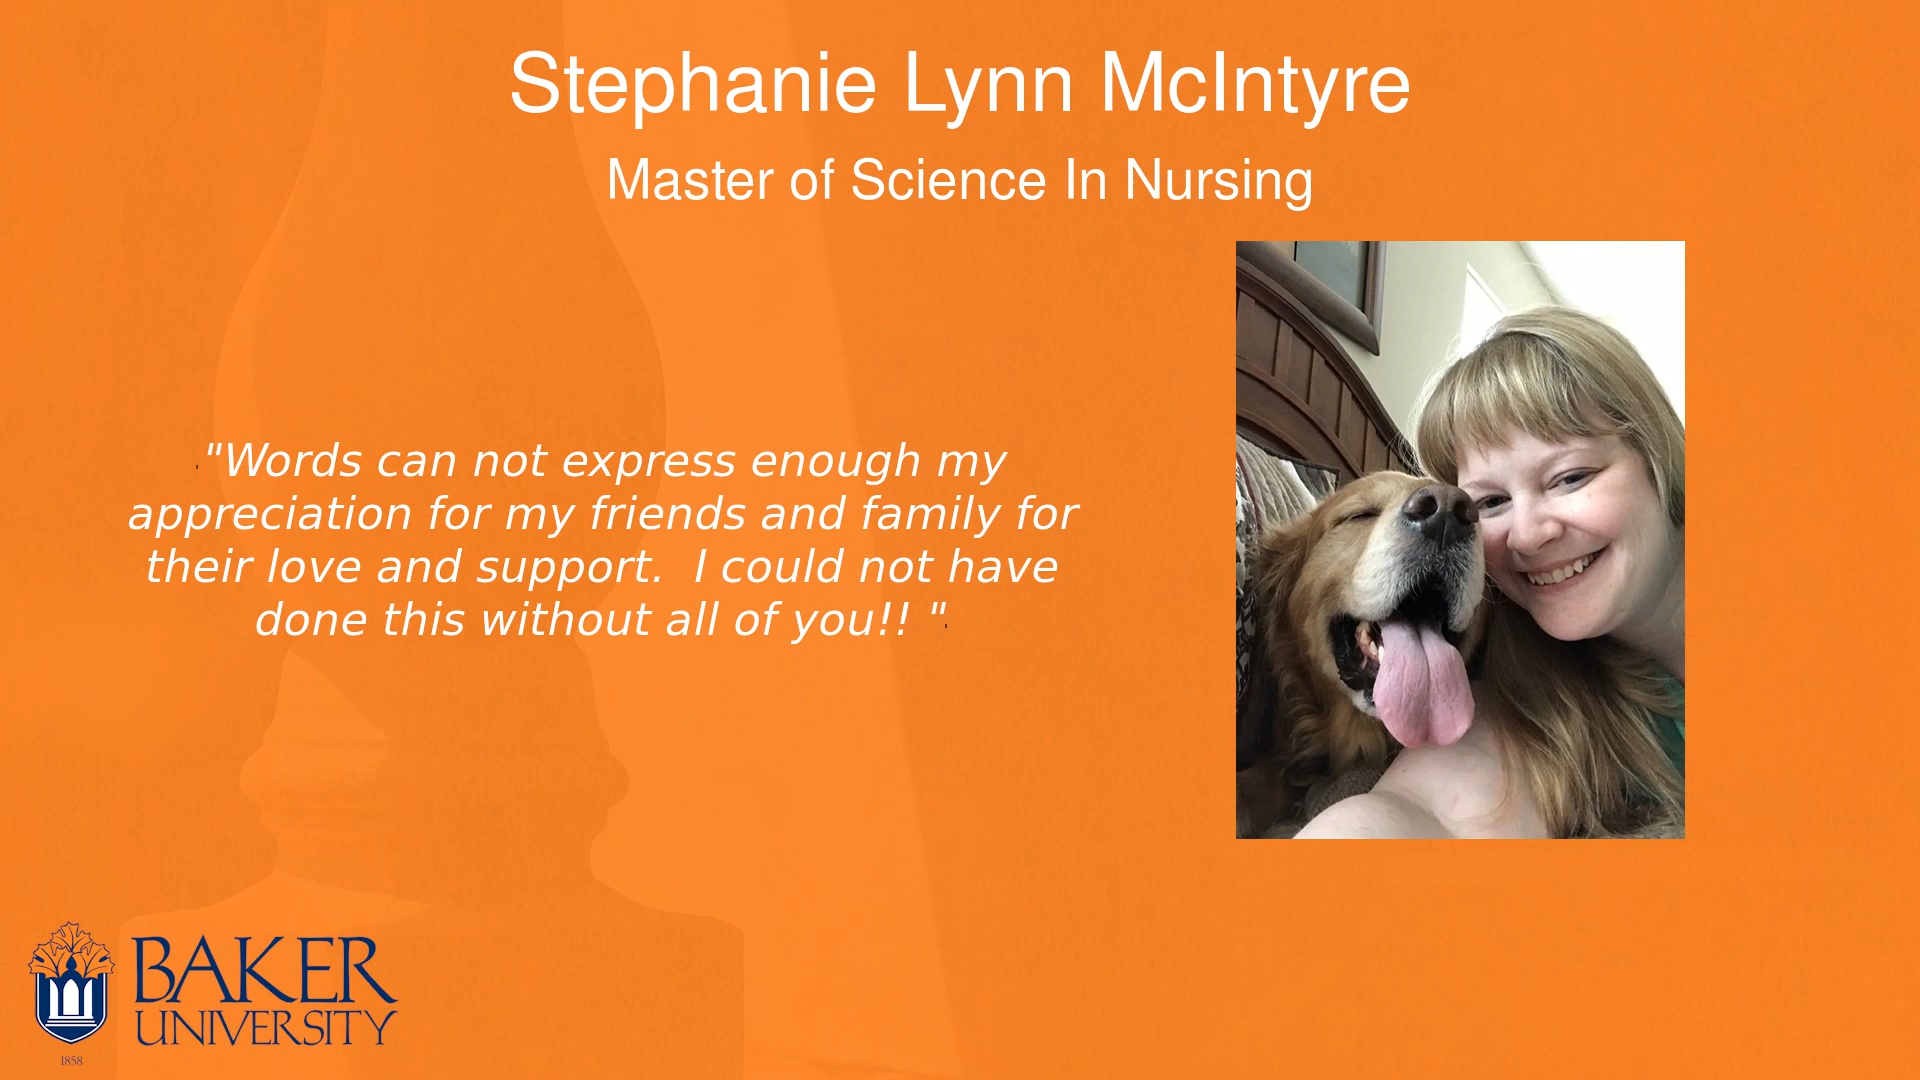 Stephanie Lynn McIntyre
Master of Science In Nursing
"Words can not express enough my
appreciation for my friends and family for
their love and support.  I could not have
done this without all of you!! "
BAKER
UNIVERSITY
1858